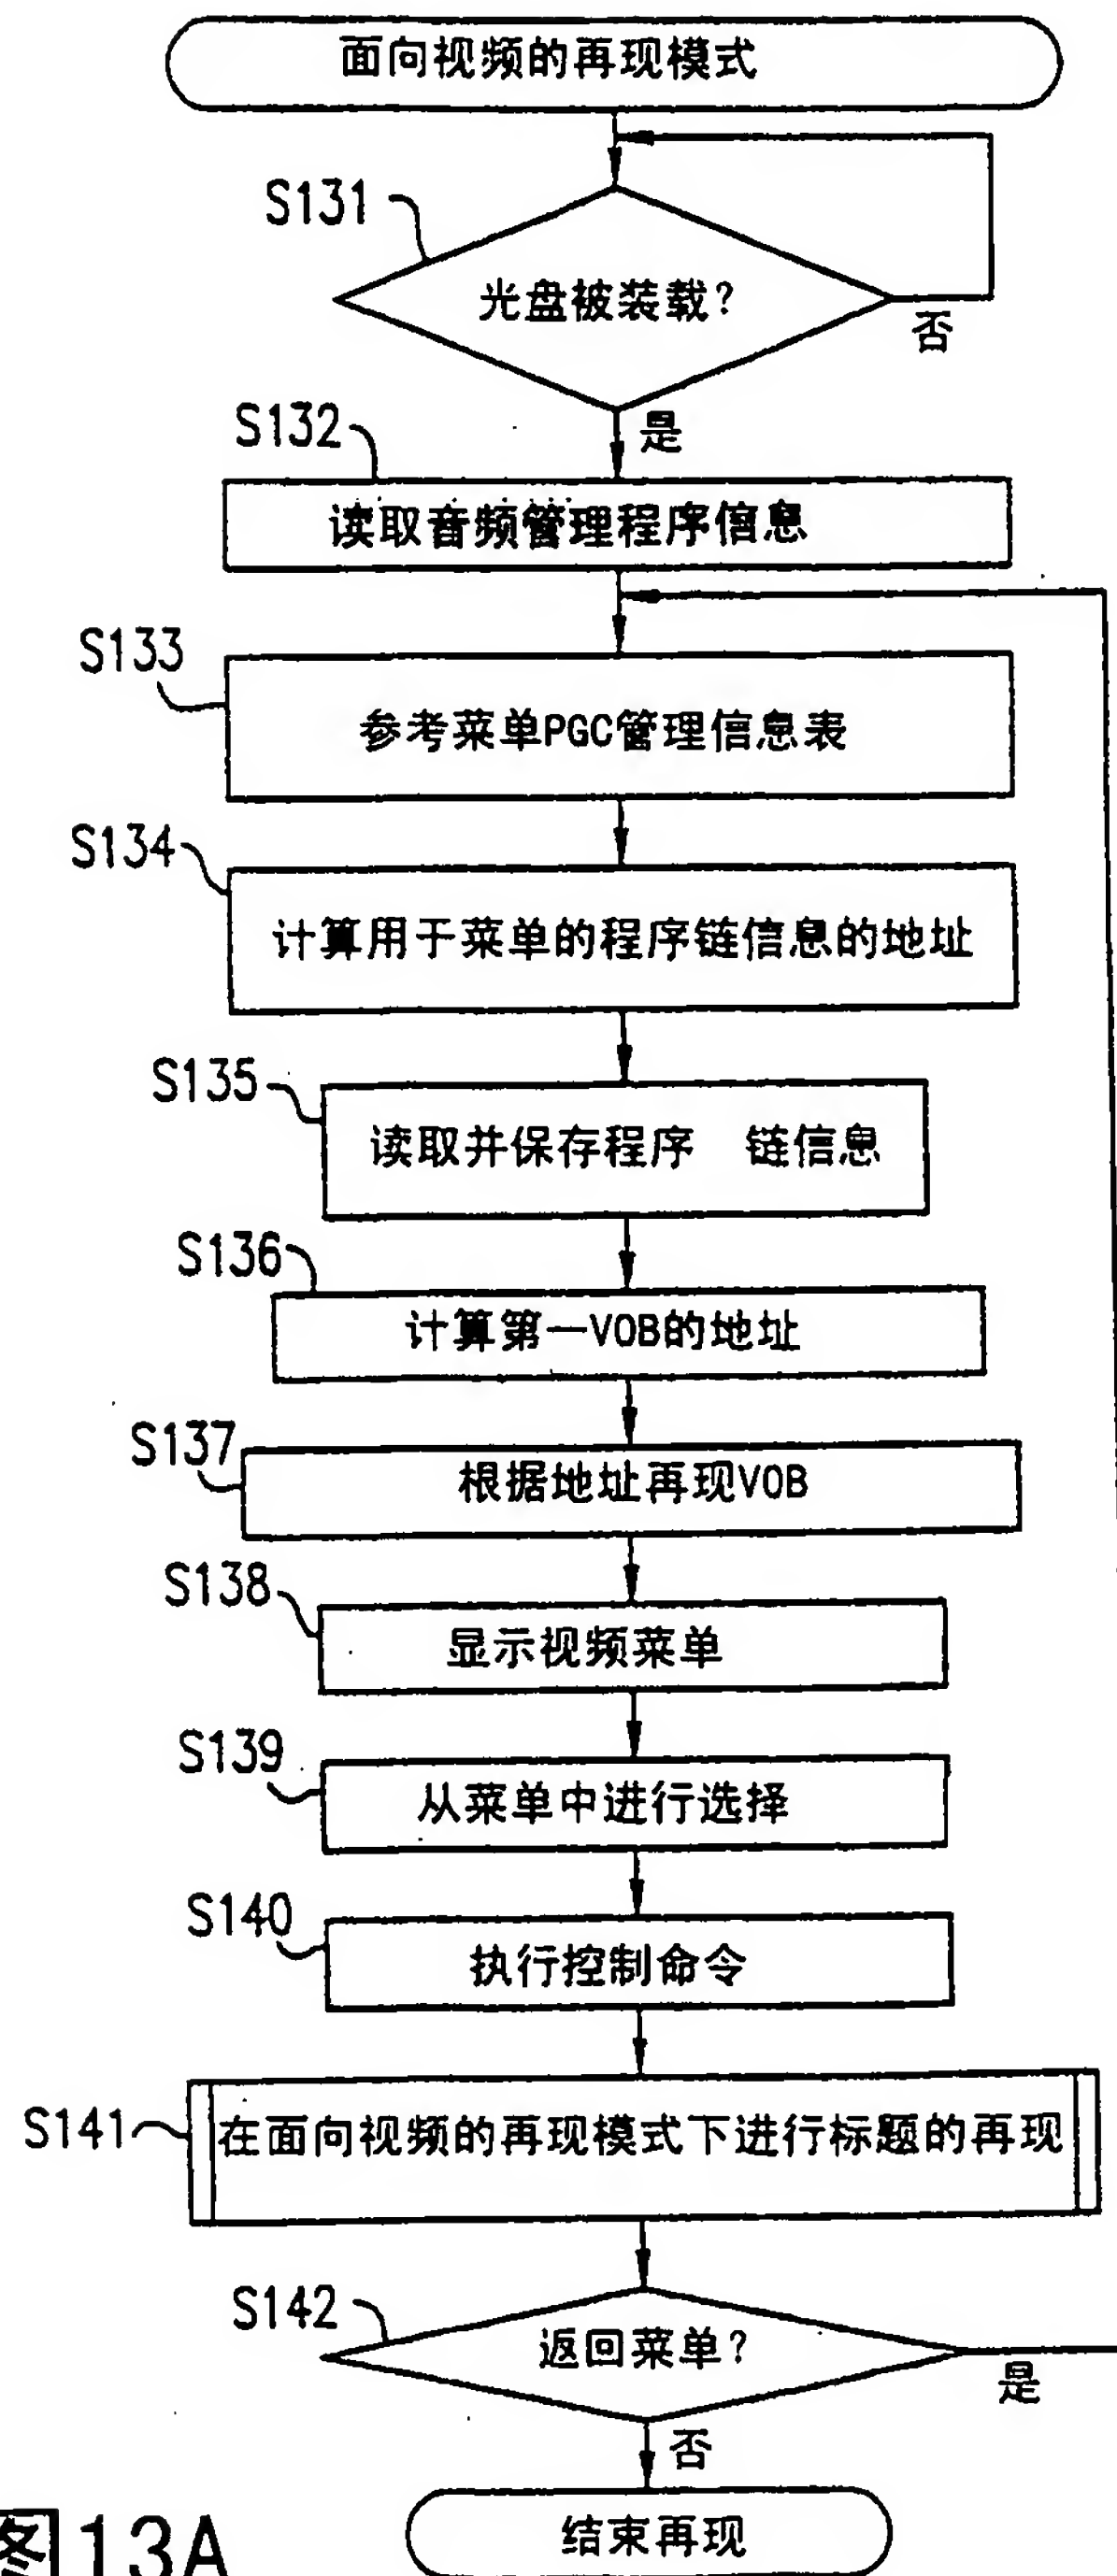 面向视频的再现模式
S131
光盘被装载?
否
是
S132
读取音频管理程序信息
S133
参考菜单PGC管理信息表
S134
计算用于菜单的程序链信息的地址
S135
读取并保存程序 链信息
S136
计算第一VOB的地址
S137
根据地址再现VOB
S138
显示视频菜单
S139
从菜单中进行选择
S140
执行控制命令
S141
在面向视频的再现模式下进行标题的再现
S142
返回菜单?
是
否
结束再现
图13A